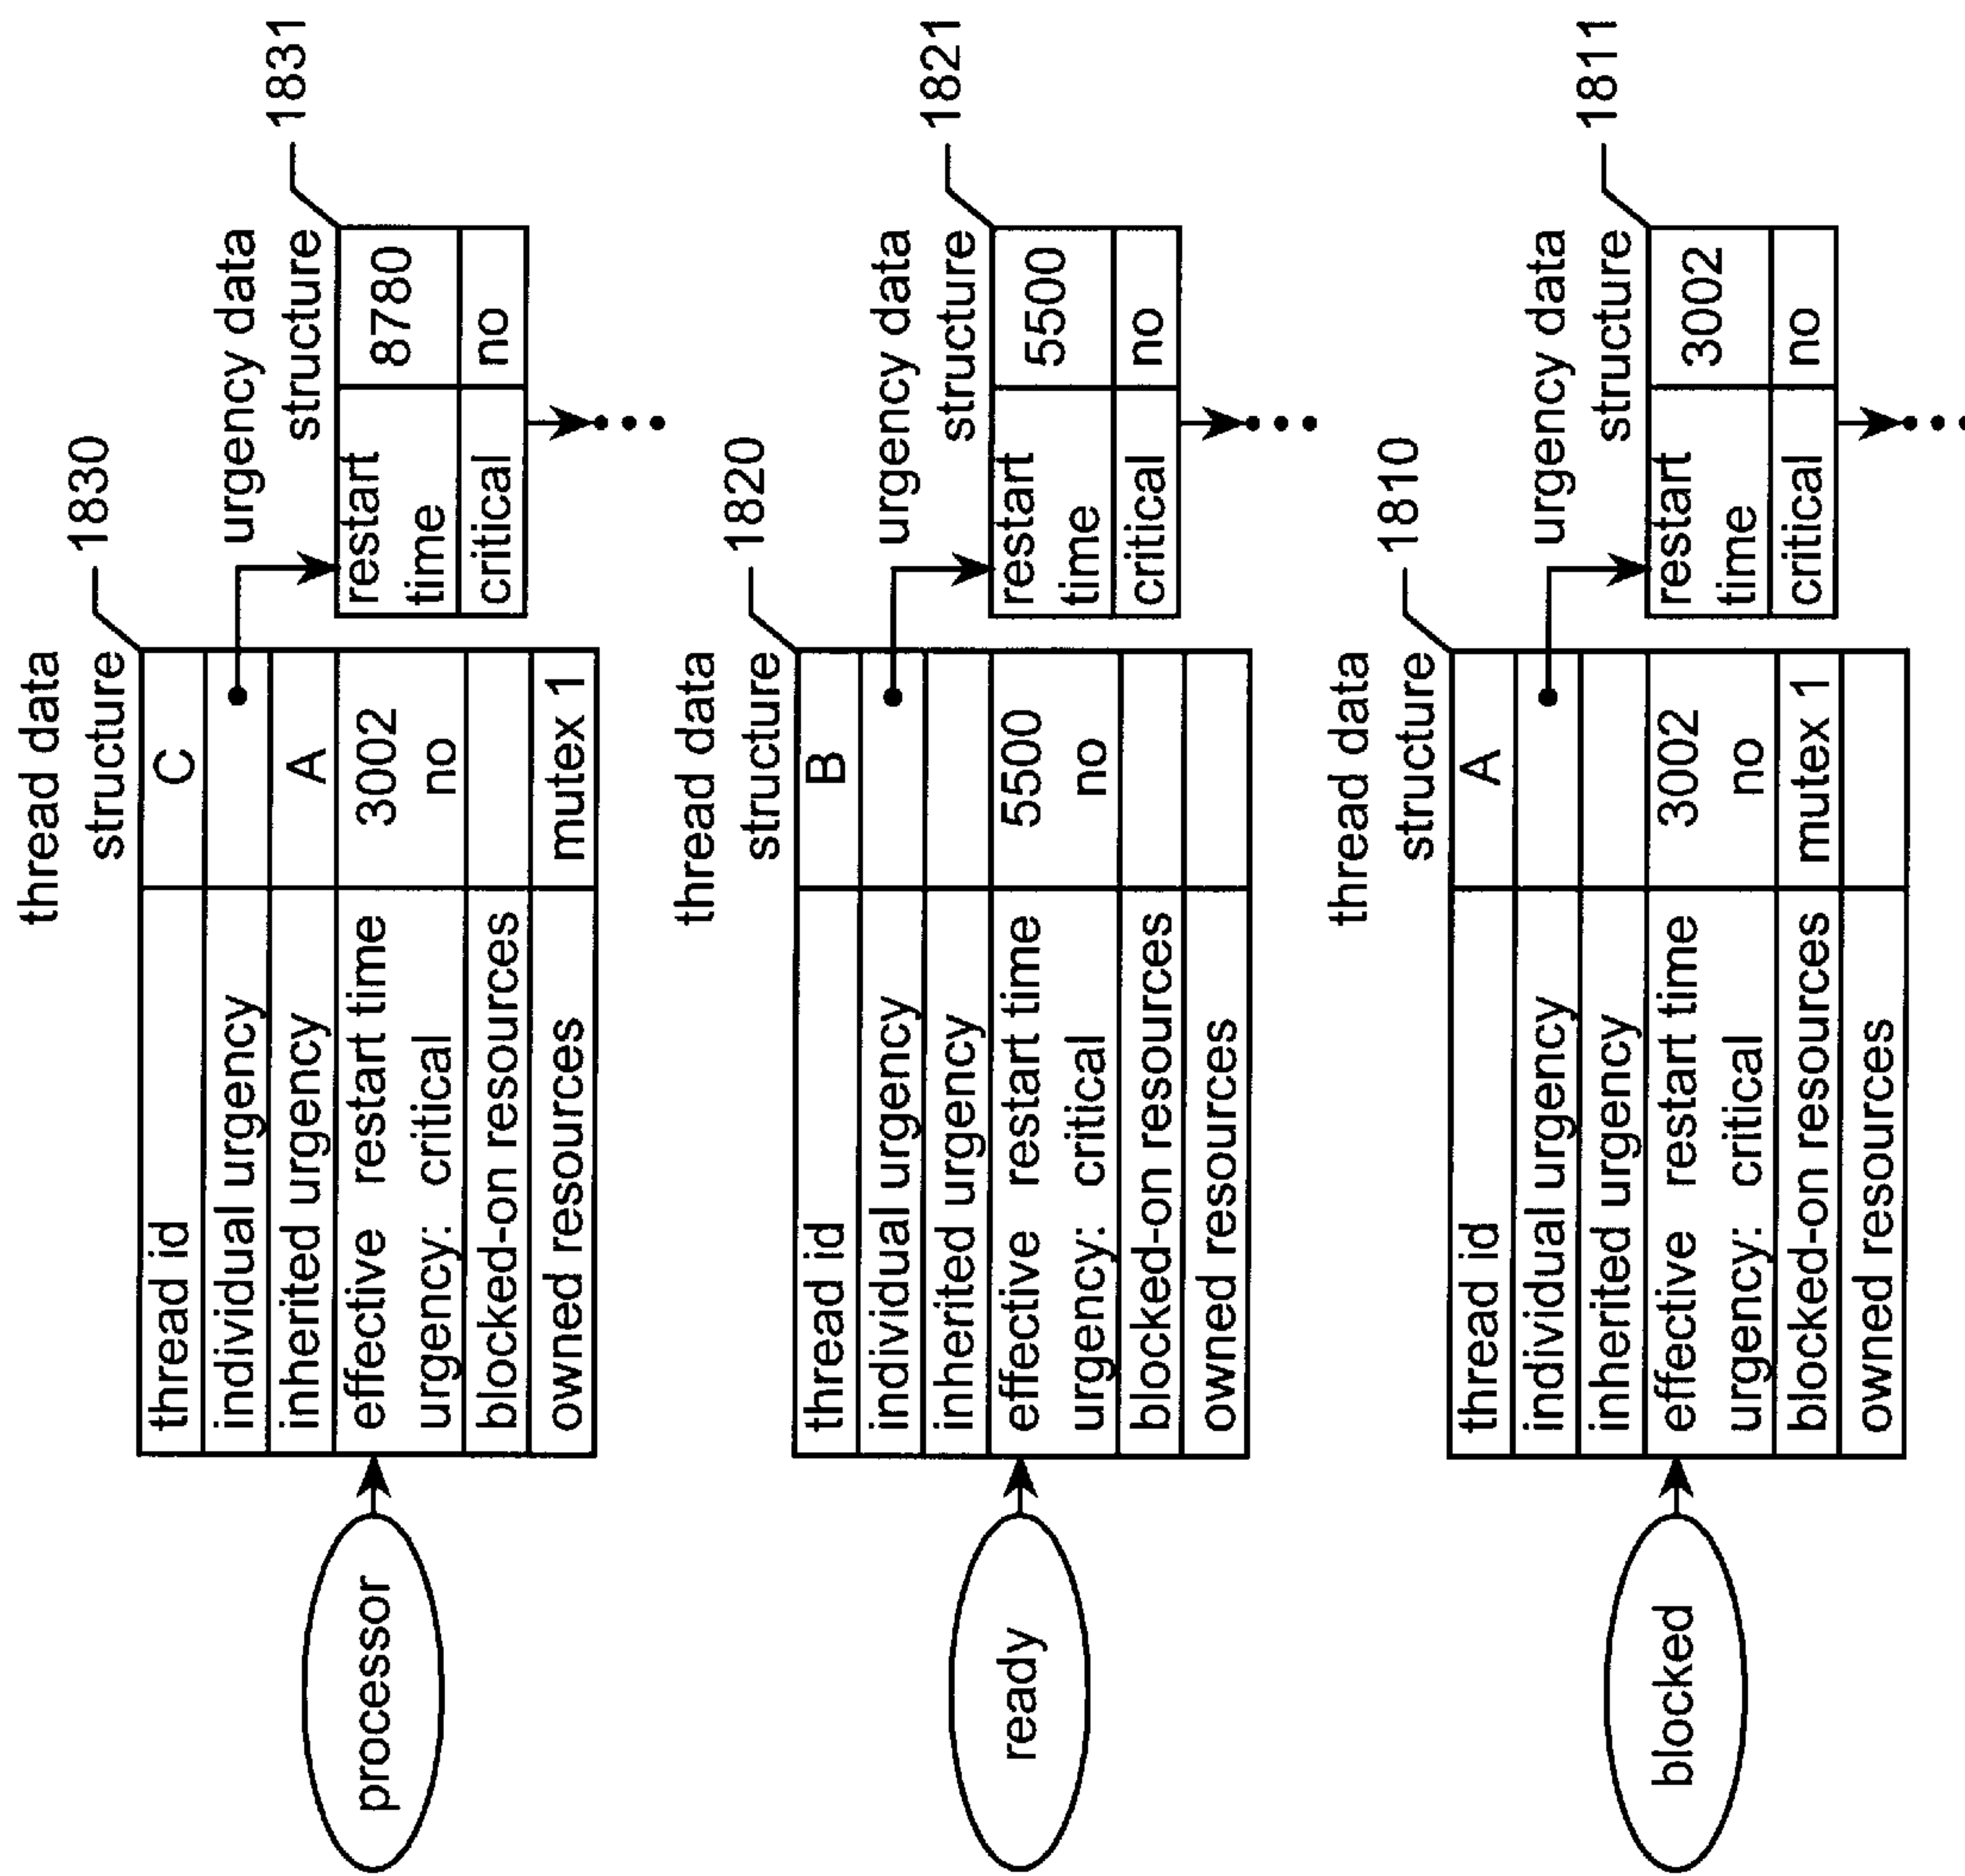 thread data
structure
1830
thread id C
individual urgency
inherited urgency A
effective restart time 3002
urgency: critical no
blocked-on resources
owned resources mutex 1
processor
urgency data
structure
1831
restart
time 8780
critical no
thread data
structure
1820
thread id B
individual urgency
inherited urgency
effective restart time 5500
urgency: critical no
blocked-on resources
owned resources
ready
urgency data
structure
1821
restart
time 5500
critical no
thread data
structure
1810
thread id A
individual urgency
inherited urgency
effective restart time 3002
urgency: critical no
blocked-on resources mutex 1
owned resources
blocked
urgency data
structure
1811
restart
time 3002
critical no